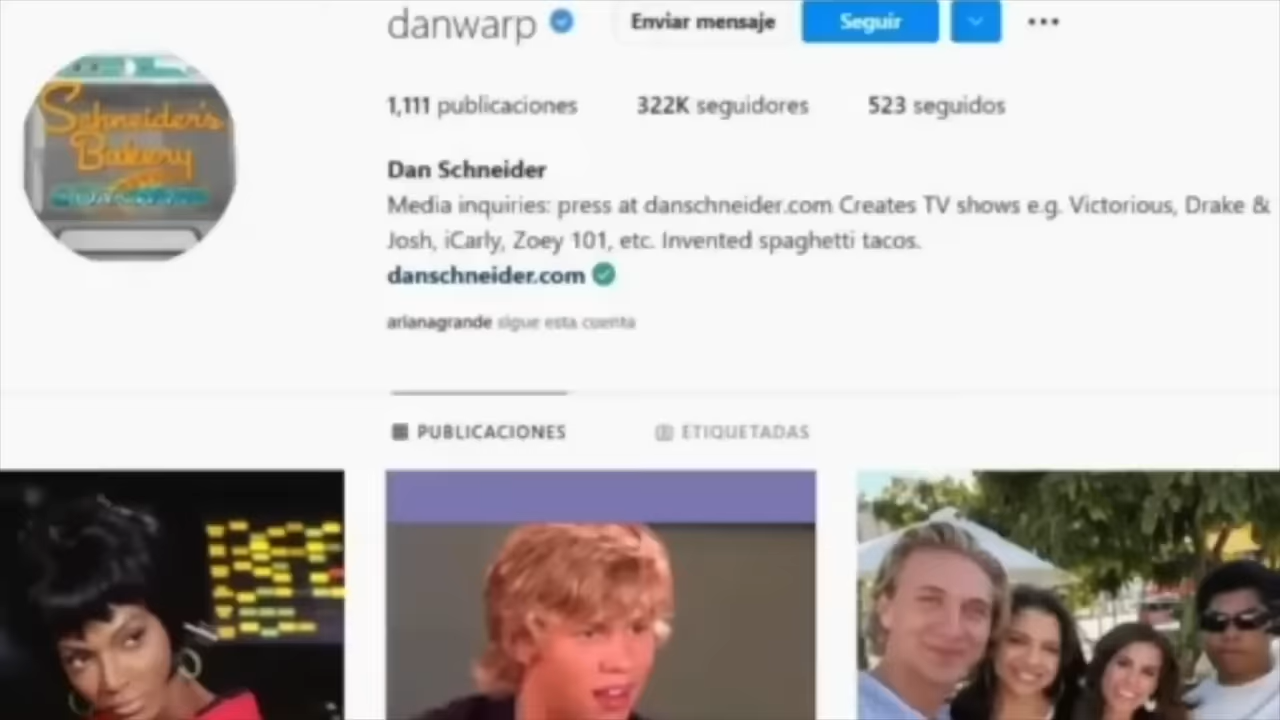 danwarp
Enviar mensaje
Seguir
1,111 publicaciones 322K seguidores 523 seguidos
Schneider's
Bakery
Dan Schneider
Media inquiries: press at danschneider.com Creates TV shows e.g. Victorious, Drake &
Josh, iCarly, Zoey 101, etc. Invented spaghetti tacos.
danschneider.com
arianagrande sigue esta cuenta
PUBLICACIONES ETIQUETADAS